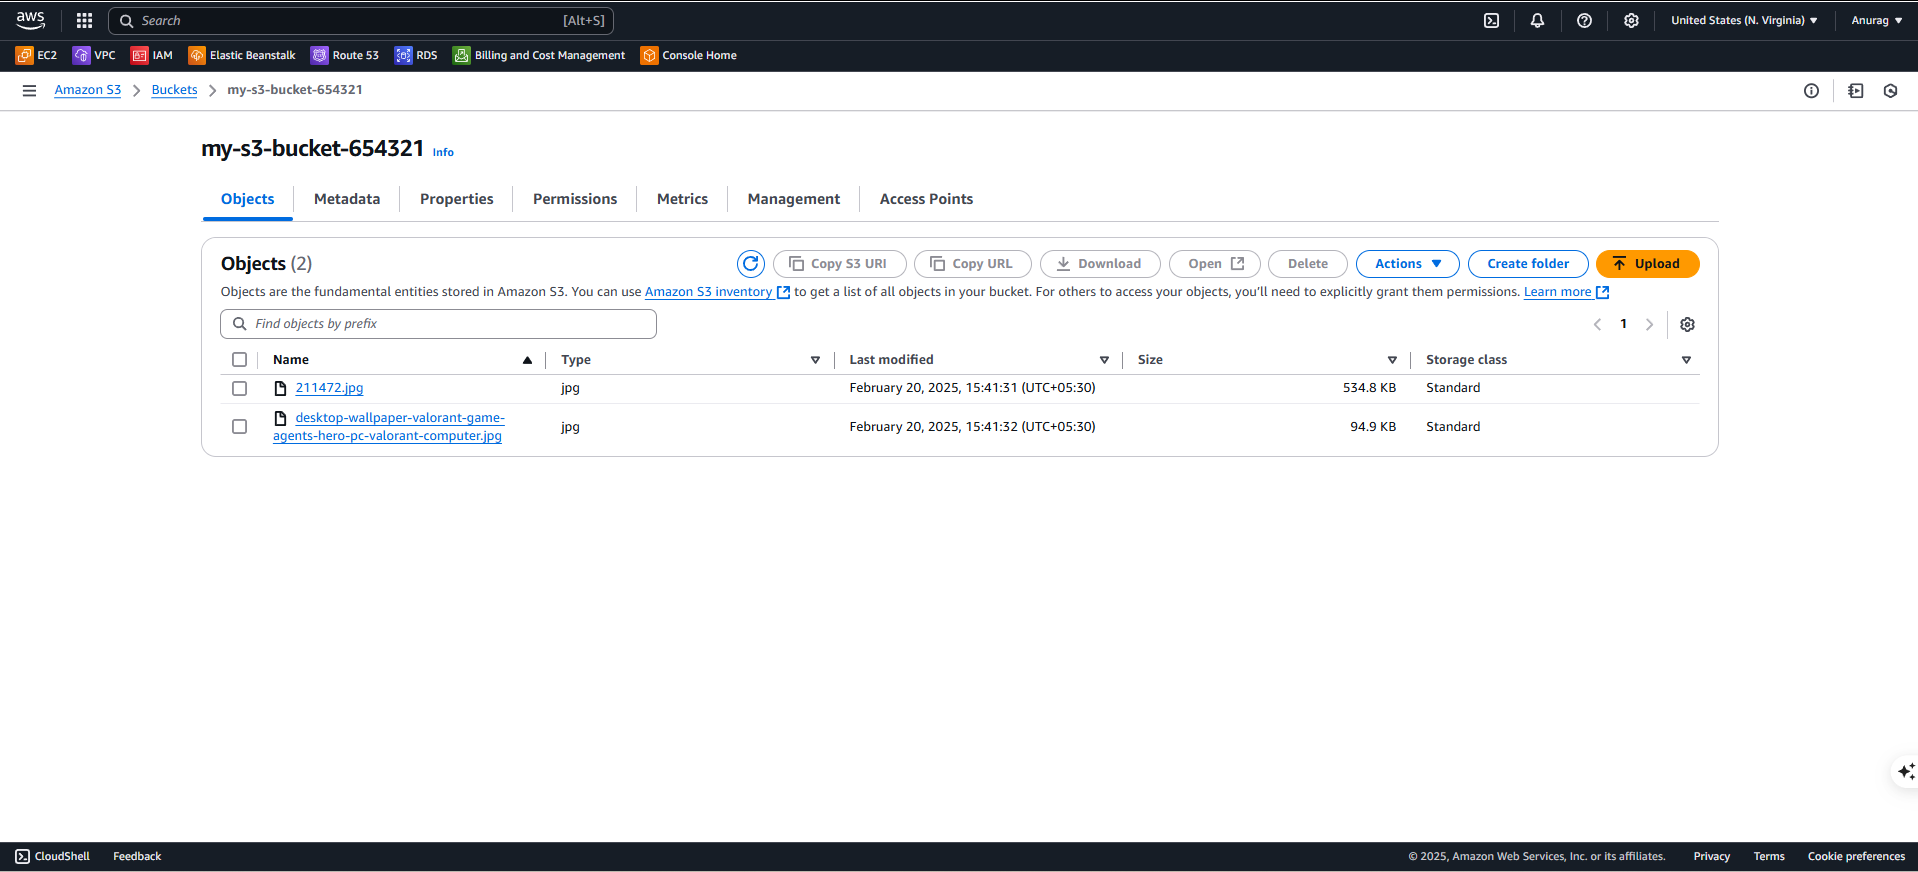 aws
Search [Alt+S]
United States (N. Virginia)
Anurag
EC2 VPC IAM Elastic Beanstalk Route 53 RDS Billing and Cost Management Console Home
Amazon S3 > Buckets > my-s3-bucket-654321
my-s3-bucket-654321 Info
Objects Metadata Properties Permissions Metrics Management Access Points
Objects (2)
Copy S3 URI Copy URL Download Open Delete Actions Create folder Upload
Objects are the fundamental entities stored in Amazon S3. You can use Amazon S3 inventory to get a list of all objects in your bucket. For others to access your objects, you’ll need to explicitly grant them permissions. Learn more
Find objects by prefix
1
Name Type Last modified Size Storage class
211472.jpg jpg February 20, 2025, 15:41:31 (UTC+05:30) 534.8 KB Standard
desktop-wallpaper-valorant-game-
agents-hero-pc-valorant-computer.jpg jpg February 20, 2025, 15:41:32 (UTC+05:30) 94.9 KB Standard
CloudShell Feedback
© 2025, Amazon Web Services, Inc. or its affiliates. Privacy Terms Cookie preferences